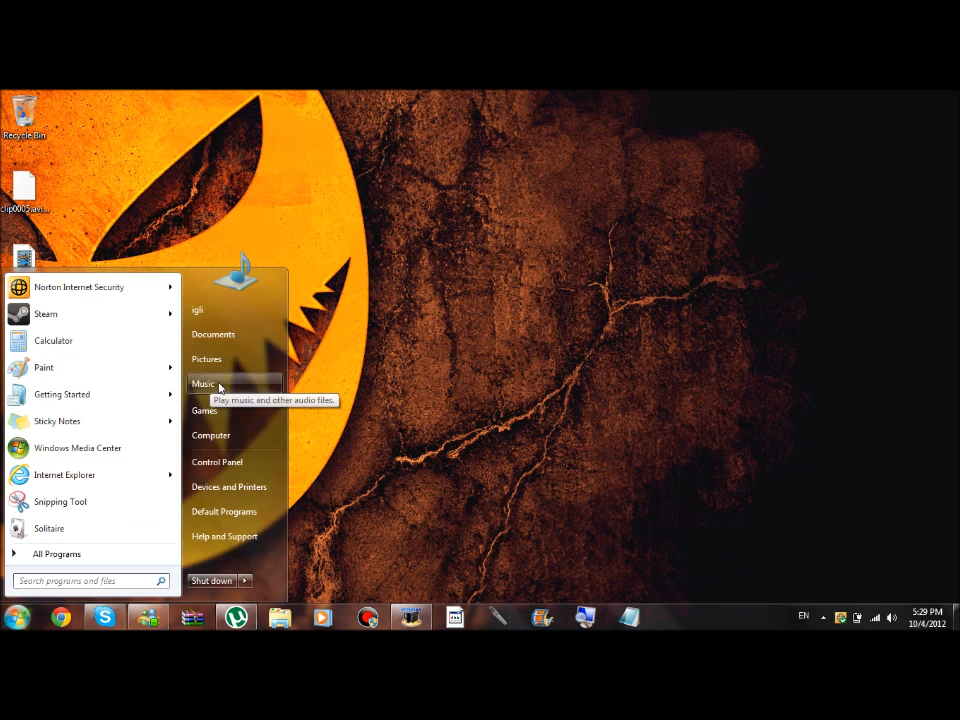 Recycle Bin
clip0005.avi...
Norton Internet Security
Steam
Calculator
Paint
Getting Started
Sticky Notes
Windows Media Center
Internet Explorer
Snipping Tool
Solitaire
All Programs
Search programs and files
igli
Documents
Pictures
Music
Play music and other audio files.
Games
Computer
Control Panel
Devices and Printers
Default Programs
Help and Support
Shut down
EN
5:29 PM
10/4/2012